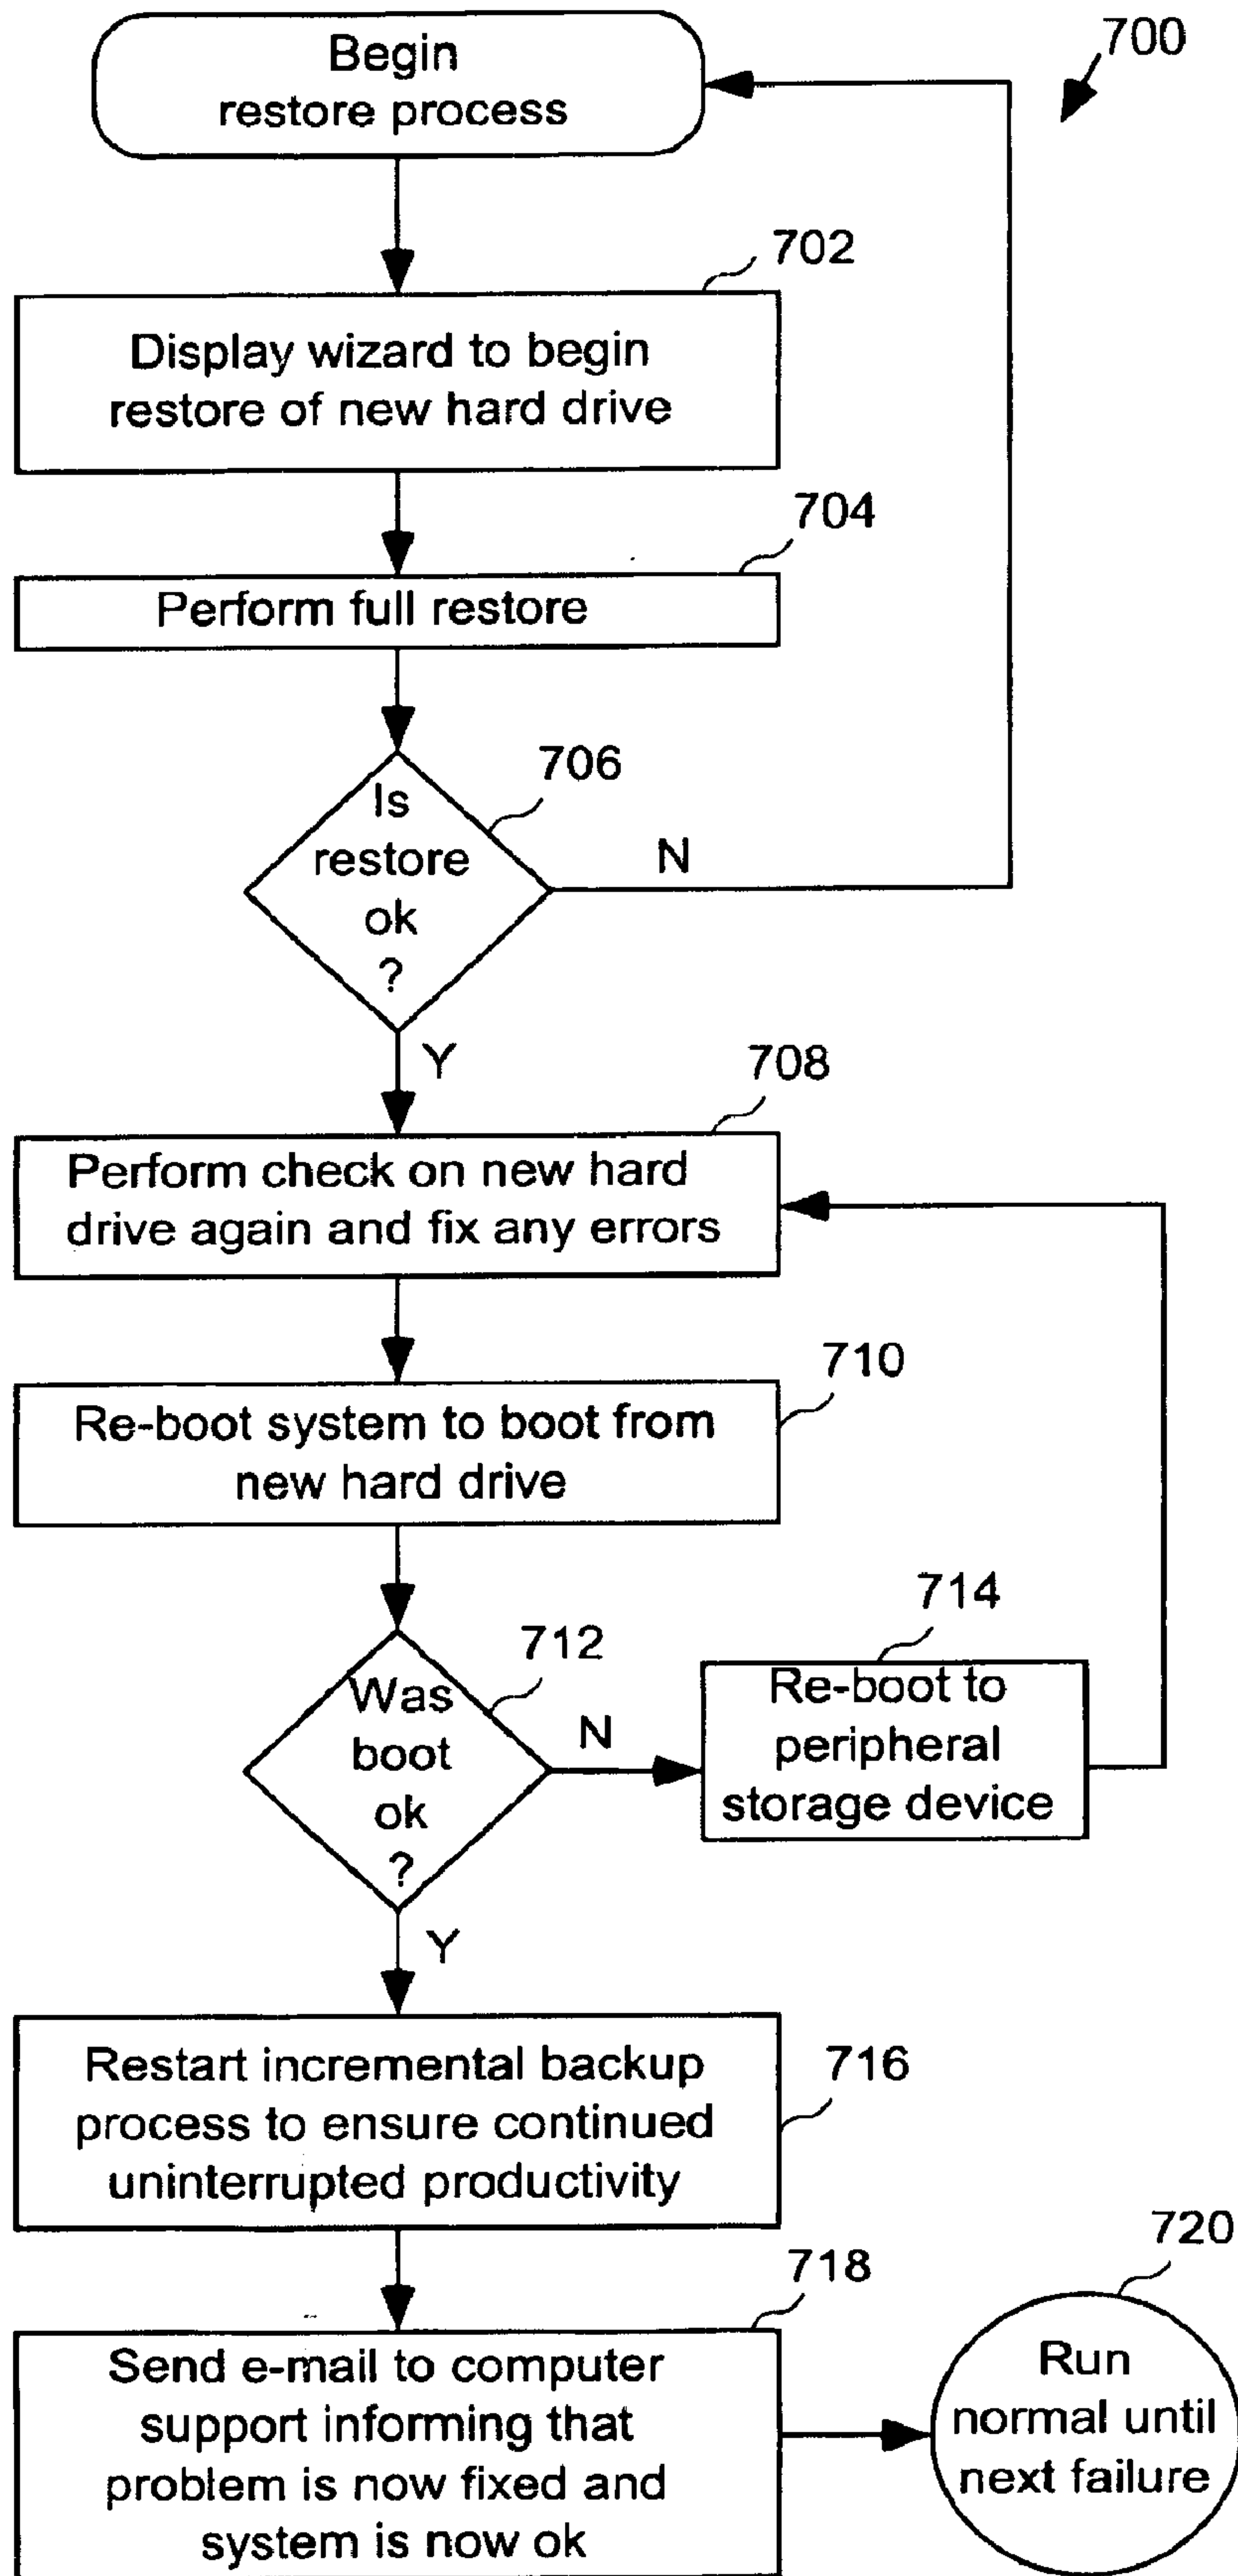 Begin
restore process
700
702
Display wizard to begin
restore of new hard drive
704
Perform full restore
706
Is
restore
ok
?
N
Y
708
Perform check on new hard
drive again and fix any errors
710
Re-boot system to boot from
new hard drive
712
Was
boot
ok
?
N
714
Re-boot to
peripheral
storage device
Y
Restart incremental backup
process to ensure continued
uninterrupted productivity
716
718
Send e-mail to computer
support informing that
problem is now fixed and
system is now ok
720
Run
normal until
next failure